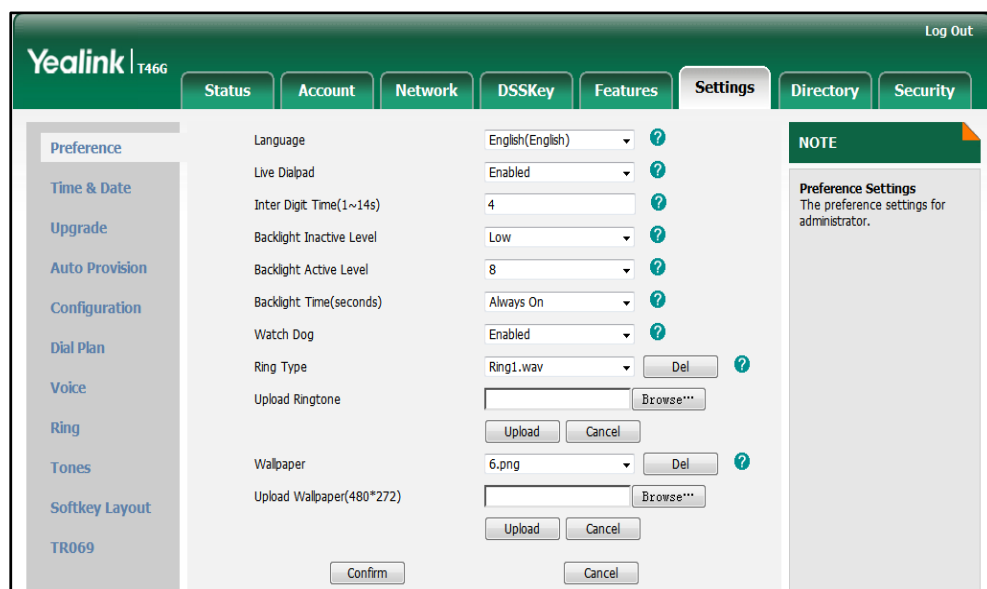 Log Out
Yealink | T46G
Status Account Network DSSKey Features Settings Directory Security
Preference
Time & Date
Upgrade
Auto Provision
Configuration
Dial Plan
Voice
Ring
Tones
Softkey Layout
TR069
Language English(English) ?
Live Dialpad Enabled ?
Inter Digit Time(1~14s) 4 ?
Backlight Inactive Level Low ?
Backlight Active Level 8 ?
Backlight Time(seconds) Always On ?
Watch Dog Enabled ?
Ring Type Ring1.wav Del ?
Upload Ringtone Browse···
Upload Cancel
Wallpaper 6.png Del ?
Upload Wallpaper(480*272) Browse···
Upload Cancel
Confirm Cancel
NOTE
Preference Settings
The preference settings for
administrator.